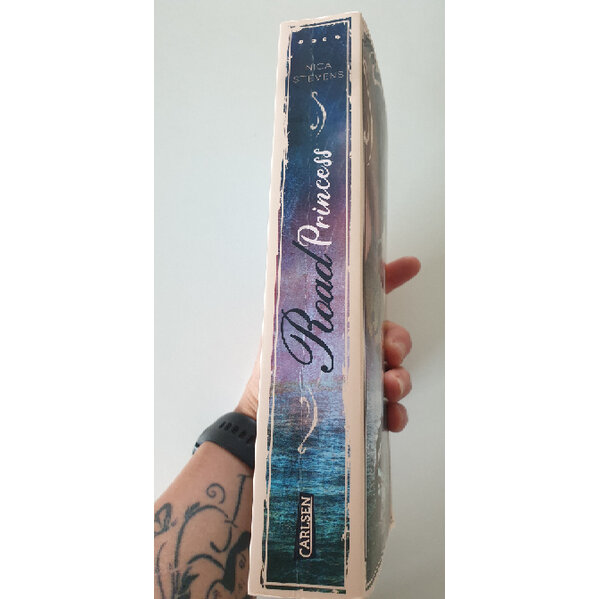 NICA
STEVENS
Road Princess
CARLSEN